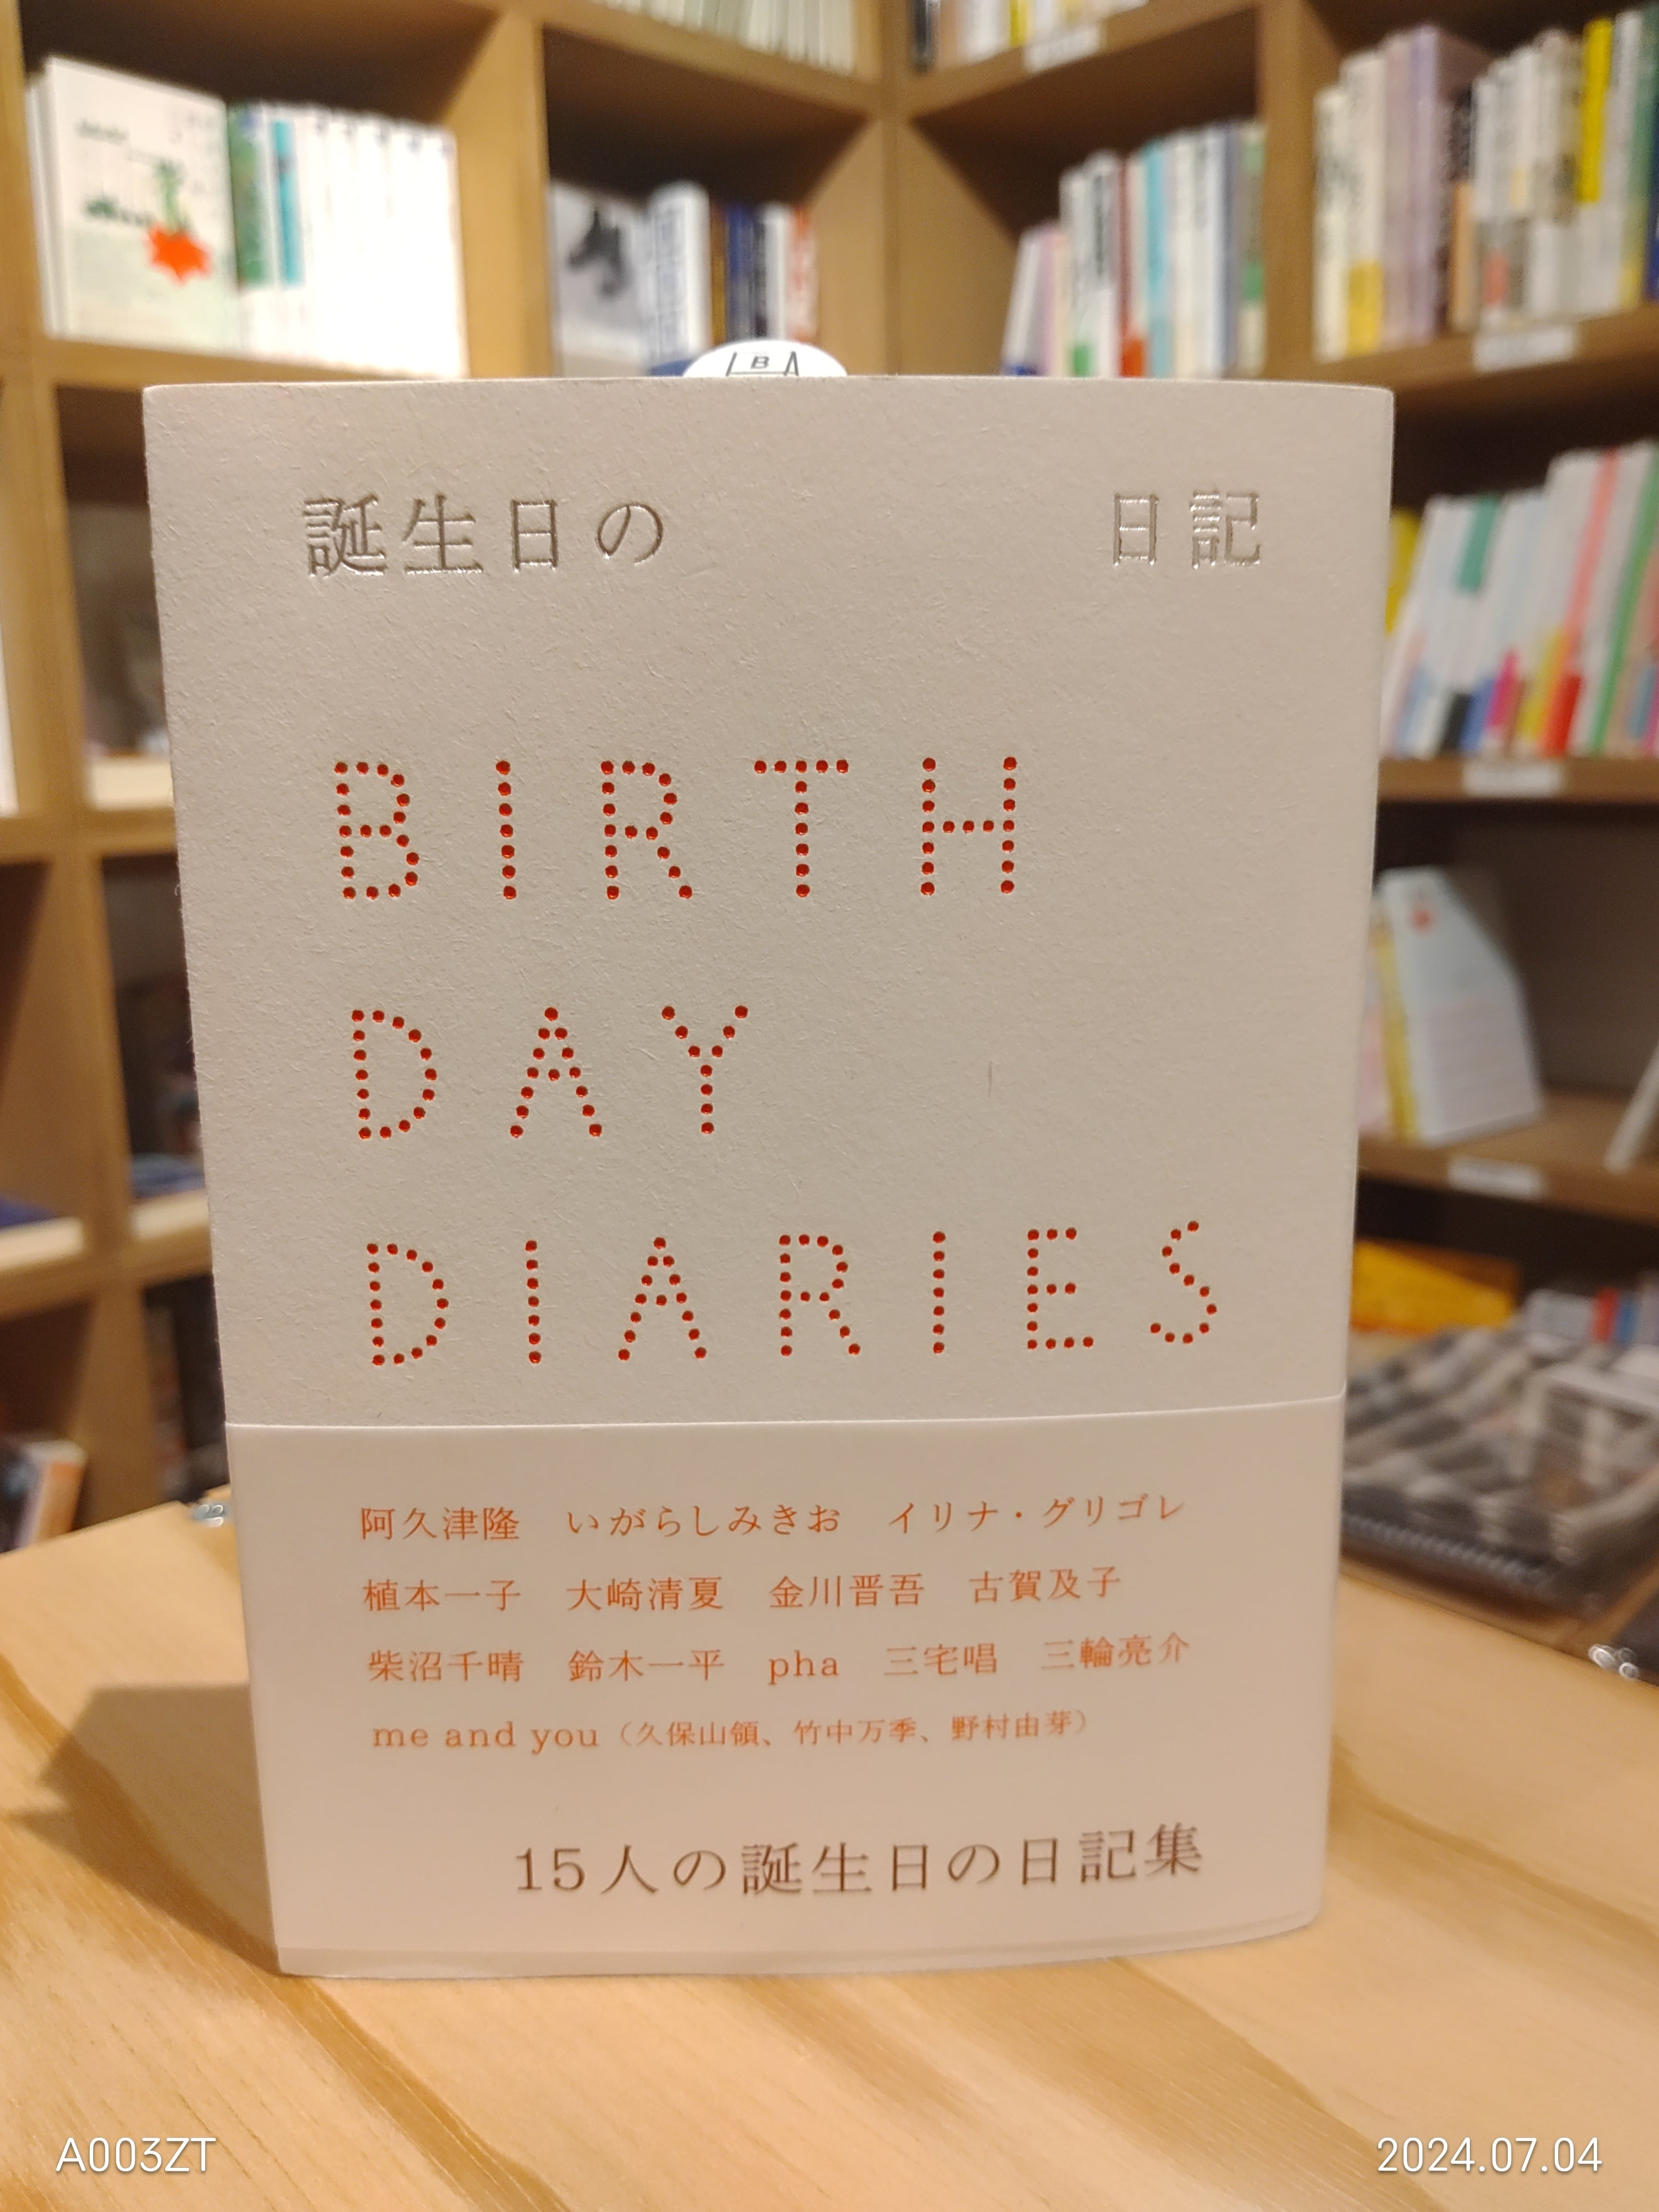 B
誕生日の 日記
BIRTH
DAY
DIARIES
阿久津隆 いがらしみきお イリナ・グリゴレ
植本一子 大崎清夏 金川晋吾 古賀及子
柴沼千晴 鈴木一平 pha 三宅唱 三輪亮介
me and you（久保山領、竹中万季、野村由芽）
15人の誕生日の日記集
A003ZT
2024.07.04